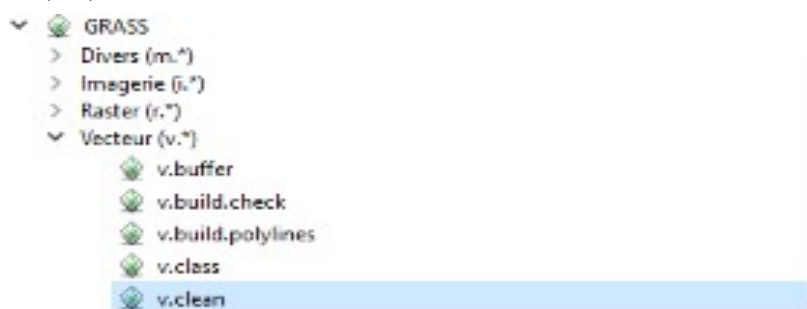 GRASS
Divers (m.*)
Imagerie (i.*)
Raster (r.*)
Vecteur (v.*)
v.buffer
v.build.check
v.build.polylines
v.class
v.clean